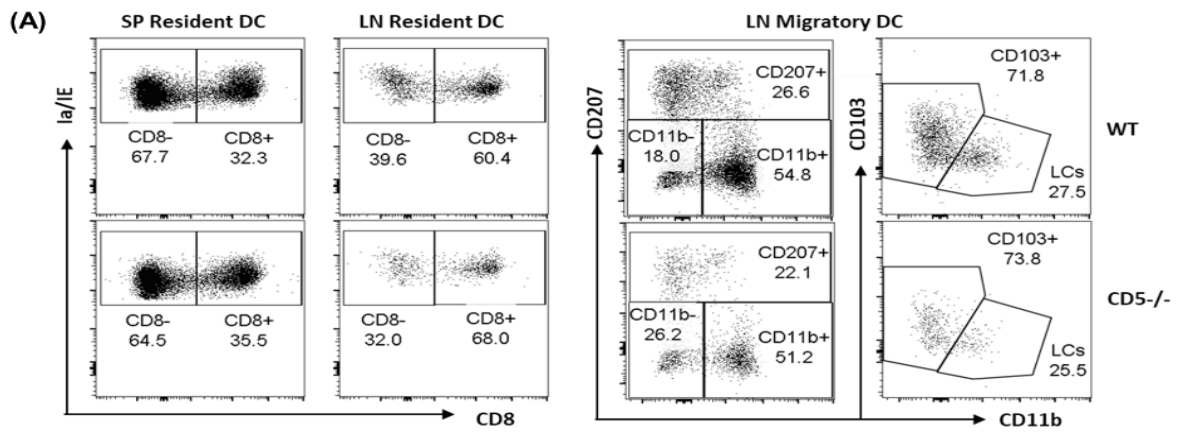 (A)
SP Resident DC
LN Resident DC
LN Migratory DC
Ia/IE
CD8-
67.7
CD8+
32.3
CD8-
39.6
CD8+
60.4
CD207
CD207+
26.6
CD11b-
18.0
CD11b+
54.8
CD103
CD103+
71.8
LCs
27.5
WT
CD8-
64.5
CD8+
35.5
CD8-
32.0
CD8+
68.0
CD207+
22.1
CD11b-
26.2
CD11b+
51.2
CD103+
73.8
LCs
25.5
CD5-/-
CD8
CD11b